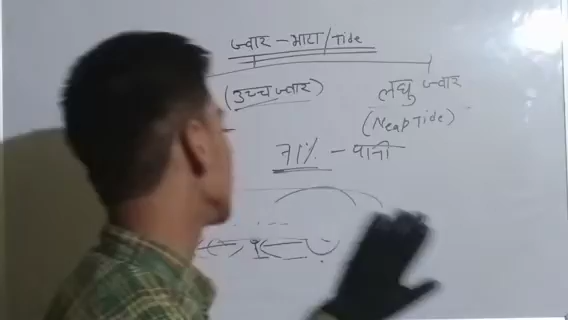 ज्वार - भाटा/Tide
(उच्च ज्वार)
लघु ज्वार
(Neap Tide)
71% - पानी